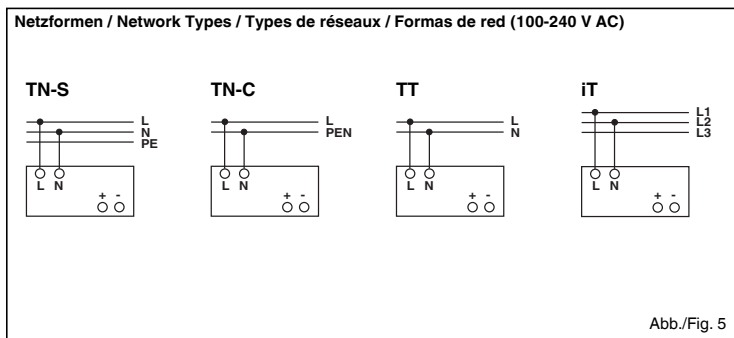 Netzformen / Network Types / Types de réseaux / Formas de red (100-240 V AC)
TN-S
L
N
PE
L N
+ -
TN-C
L
PEN
L N
+ -
TT
L
N
L N
+ -
iT
L1
L2
L3
L N
+ -
Abb./Fig. 5